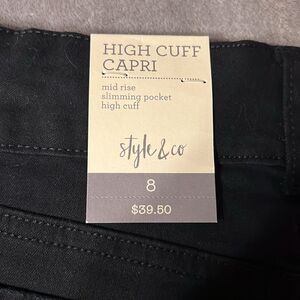 HIGH CUFF
CAPRI
mid rise
slimming pocket
high cuff
style&co
8
$39.50